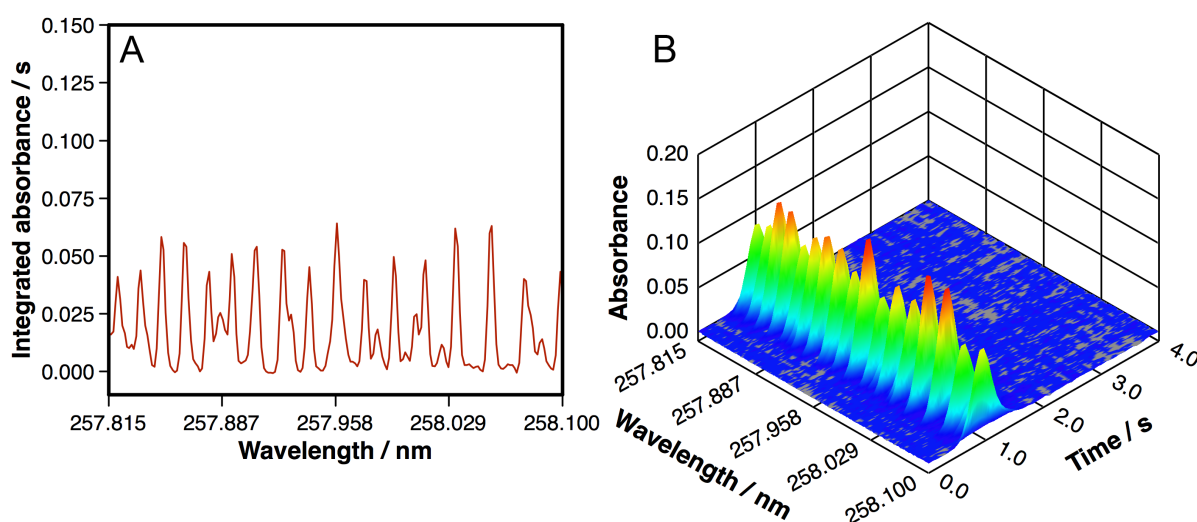 A
Integrated absorbance / s
0.150
0.125
0.100
0.075
0.050
0.025
0.000
257.815 257.887 257.958 258.029 258.100
Wavelength / nm
B
Absorbance
0.20
0.15
0.10
0.05
0.00
257.815
257.887
257.958
258.029
258.100
Wavelength / nm
0.0
1.0
2.0
3.0
4.0
Time / s